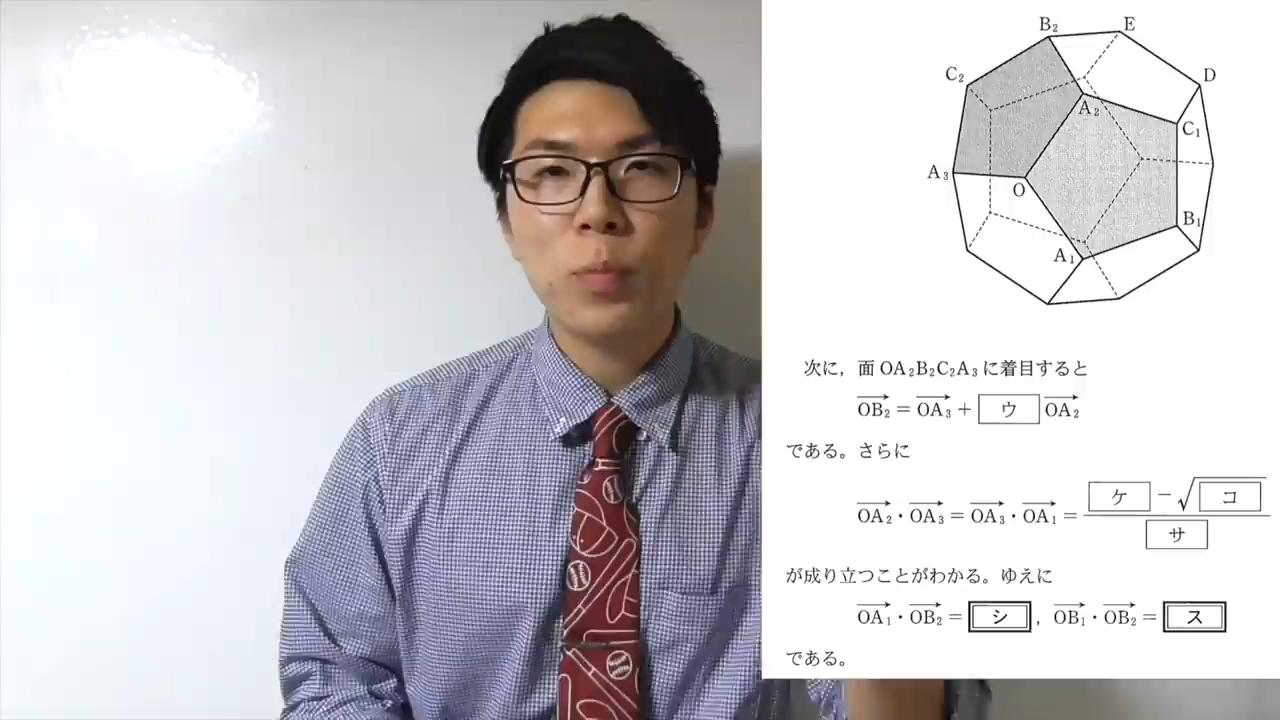 B₂ E
C₂ D
A₂
C₁
A₃
O
B₁
A₁
次に，面 OA₂B₂C₂A₃ に着目すると
→OB₂ = →OA₃ + ウ →OA₂
である。さらに
→OA₂・→OA₃ = →OA₃・→OA₁ = (ケ − √コ) / サ
が成り立つことがわかる。ゆえに
→OA₁・→OB₂ = シ ， →OB₁・→OB₂ = ス
である。